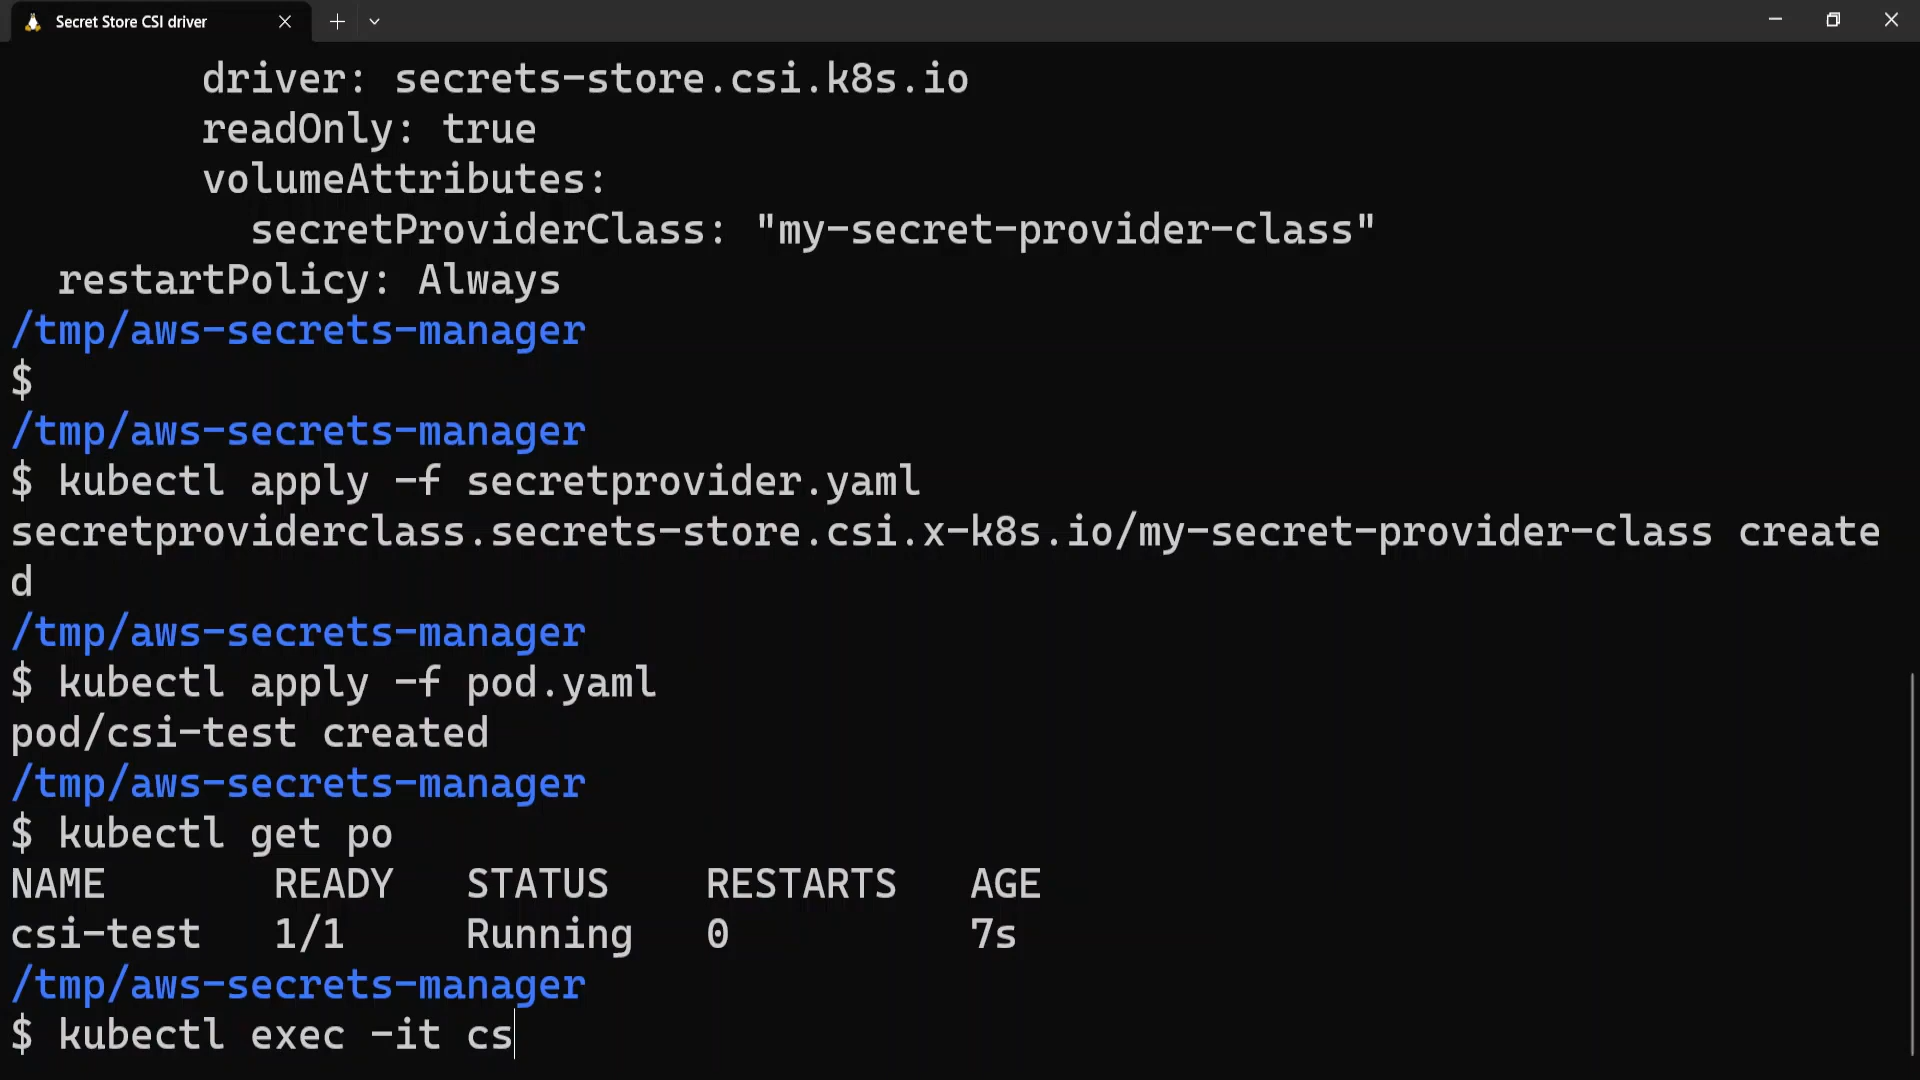 Secret Store CSI driver
driver: secrets-store.csi.k8s.io
readOnly: true
volumeAttributes:
secretProviderClass: "my-secret-provider-class"
restartPolicy: Always
/tmp/aws-secrets-manager
$
/tmp/aws-secrets-manager
$ kubectl apply -f secretprovider.yaml
secretproviderclass.secrets-store.csi.x-k8s.io/my-secret-provider-class create
d
/tmp/aws-secrets-manager
$ kubectl apply -f pod.yaml
pod/csi-test created
/tmp/aws-secrets-manager
$ kubectl get po
NAME READY STATUS RESTARTS AGE
csi-test 1/1 Running 0 7s
/tmp/aws-secrets-manager
$ kubectl exec -it cs